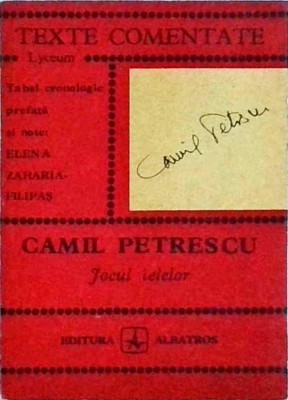 TEXTE COMENTATE
Lyceum
Tabel cronologic
prefață
și note:
ELENA
ZAHARIA-
FILIPAȘ
Camil Petrescu
CAMIL PETRESCU
Jocul ielelor
EDITURA ALBATROS